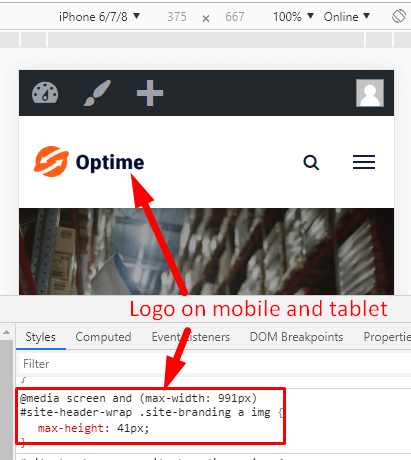 iPhone 6/7/8 ▼ 375 × 667 100% ▼ Online ▼
Optime
Logo on mobile and tablet
Styles Computed Event Listeners DOM Breakpoints Propertie
Filter
}
@media screen and (max-width: 991px)
#site-header-wrap .site-branding a img {
max-height: 41px;
}